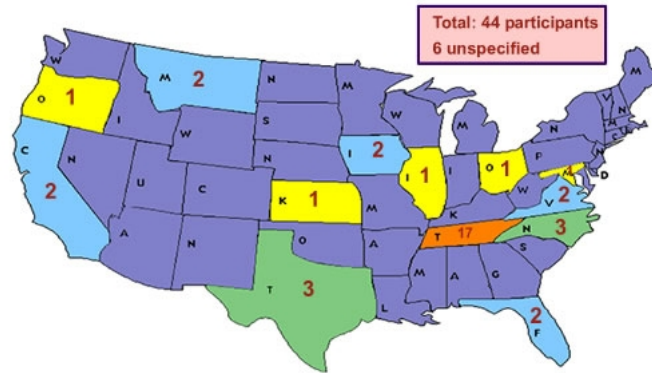 Total: 44 participants
6 unspecified
W
M 2
N
M
M
O 1
I
S
W
M
N
V
N
M
W
C
N
I 2
I 1
I
O 1
P
N
M
D
C
2
N
U
C
K 1
M
K
W
V 2
A
N
O
A
T 17
N 3
S
T 3
L
M
A
G
2
F